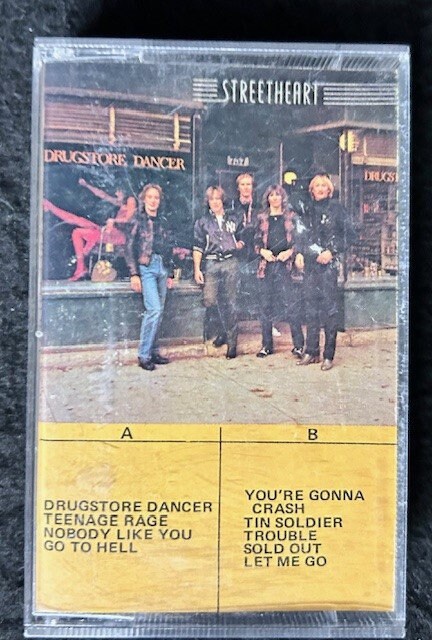 STREETHEART
DRUGSTORE DANCER
DRUGST
A
B
DRUGSTORE DANCER
TEENAGE RAGE
NOBODY LIKE YOU
GO TO HELL
YOU'RE GONNA
CRASH
TIN SOLDIER
TROUBLE
SOLD OUT
LET ME GO